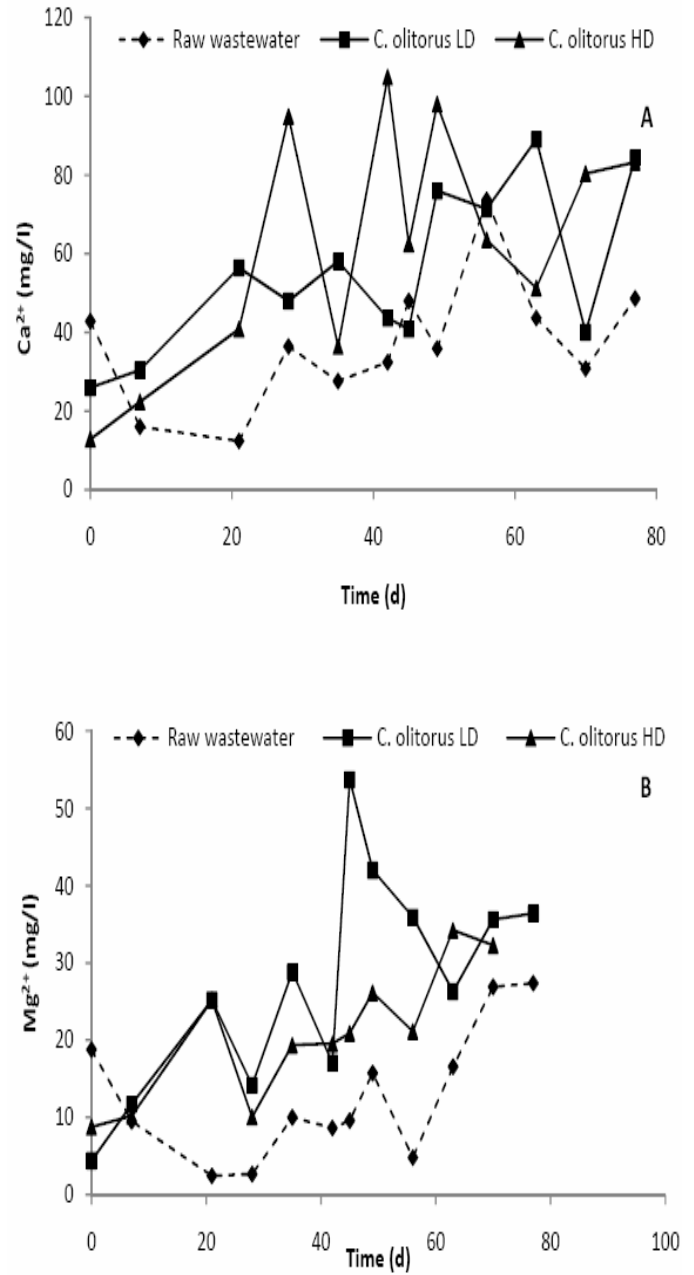 120
100
80
60
40
20
0
Ca²⁺ (mg/l)
Raw wastewater
C. olitorus LD
C. olitorus HD
A
0 20 40 60 80
Time (d)
60
50
40
30
20
10
0
Mg²⁺ (mg/l)
Raw wastewater
C. olitorus LD
C. olitorus HD
B
0 20 40 60 80 100
Time (d)